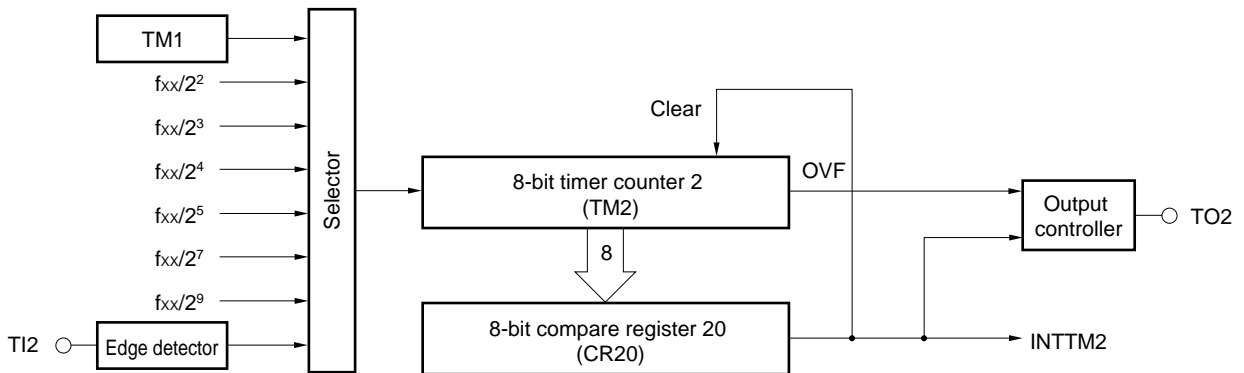 TM1
fxx/2²
fxx/2³
fxx/2⁴
fxx/2⁵
fxx/2⁷
fxx/2⁹
TI2
Edge detector
Selector
Clear
8-bit timer counter 2
(TM2)
OVF
8
8-bit compare register 20
(CR20)
Output
controller
TO2
INTTM2